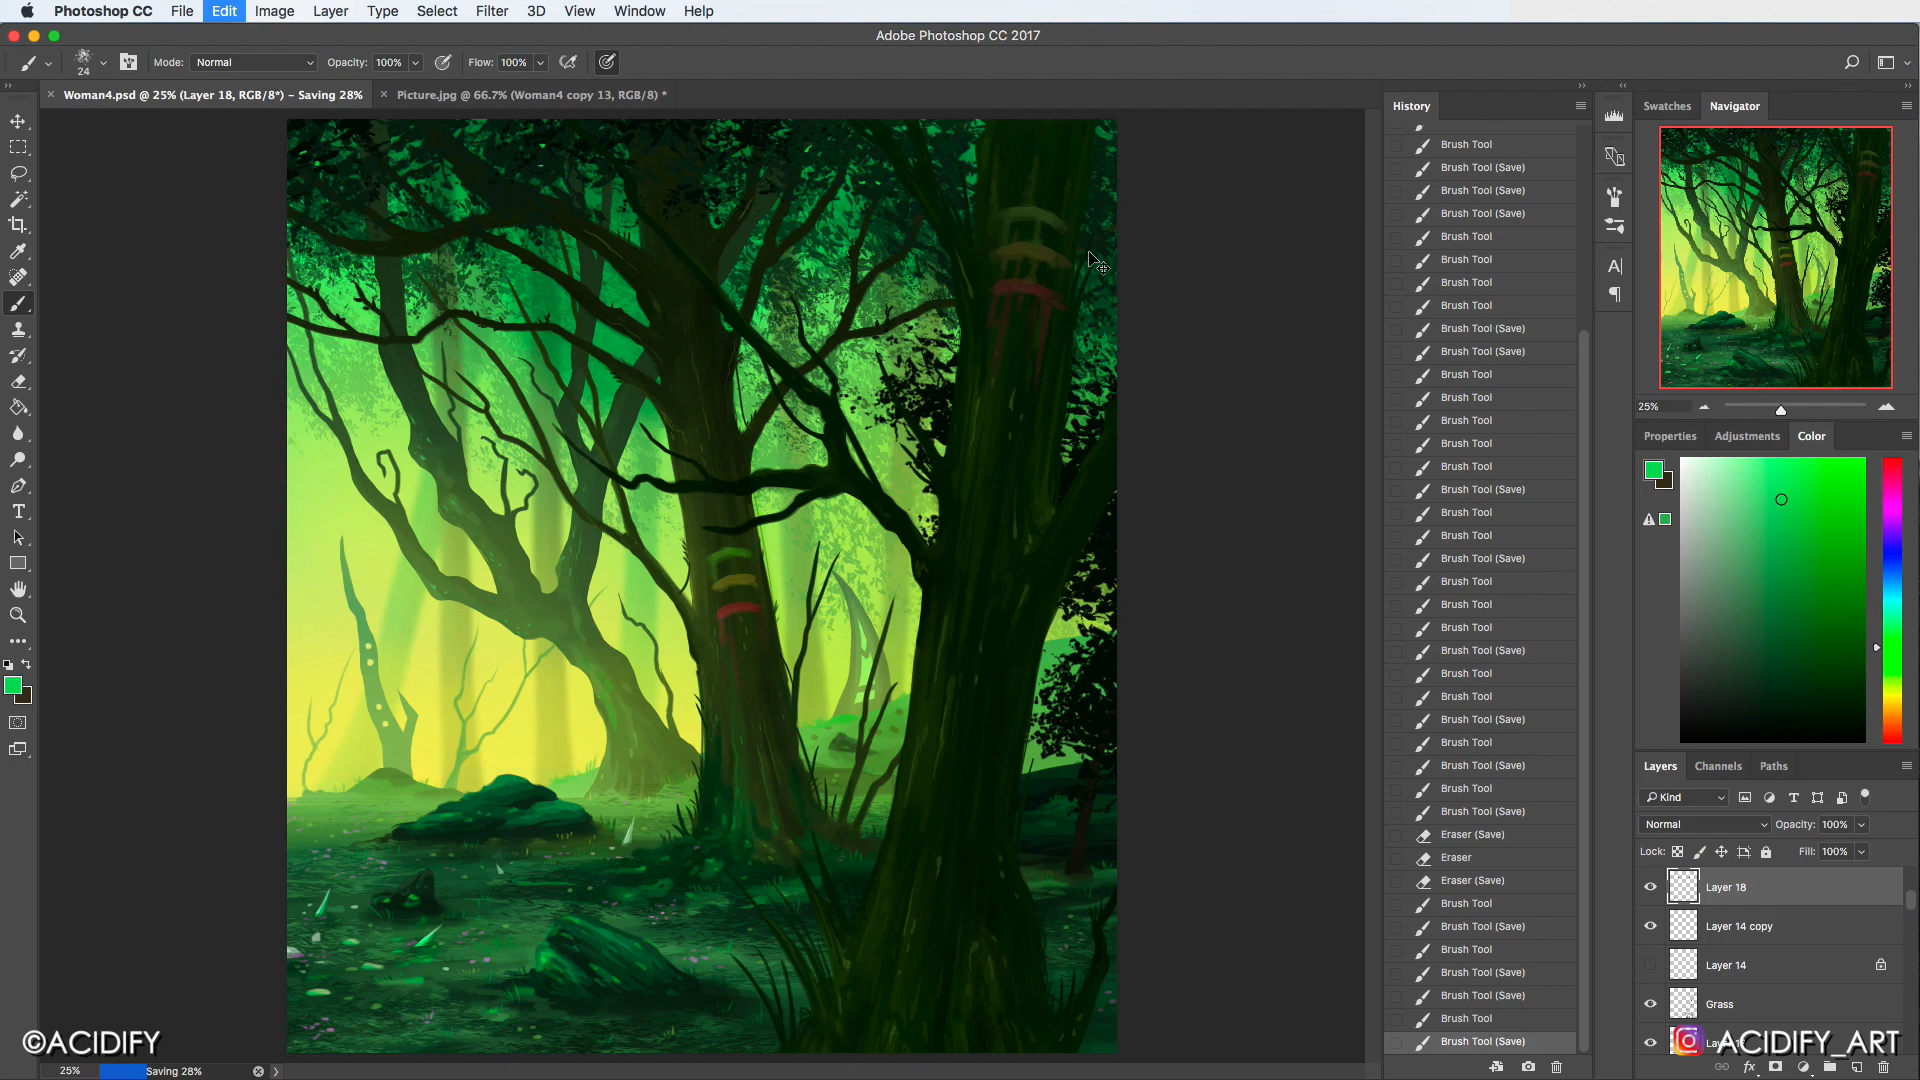 Photoshop CC File Edit Image Layer Type Select Filter 3D View Window Help
Adobe Photoshop CC 2017
24 Mode: Normal Opacity: 100% Flow: 100%
Woman4.psd @ 25% (Layer 18, RGB/8*) – Saving 28% Picture.jpg @ 66.7% (Woman4 copy 13, RGB/8) *
History
Brush Tool
Brush Tool (Save)
Brush Tool (Save)
Brush Tool (Save)
Brush Tool
Brush Tool
Brush Tool
Brush Tool
Brush Tool (Save)
Brush Tool (Save)
Brush Tool
Brush Tool
Brush Tool
Brush Tool
Brush Tool
Brush Tool (Save)
Brush Tool
Brush Tool
Brush Tool (Save)
Brush Tool
Brush Tool
Brush Tool
Brush Tool (Save)
Brush Tool
Brush Tool
Brush Tool (Save)
Brush Tool
Brush Tool (Save)
Brush Tool
Brush Tool (Save)
Eraser (Save)
Eraser
Eraser (Save)
Brush Tool
Brush Tool (Save)
Brush Tool
Brush Tool (Save)
Brush Tool (Save)
Brush Tool
Brush Tool (Save)
Swatches Navigator
25%
Properties Adjustments Color
Layers Channels Paths
Kind
Normal Opacity: 100%
Lock: Fill: 100%
Layer 18
Layer 14 copy
Layer 14
Grass
©ACIDIFY
ACIDIFY_ART
25% Saving 28%